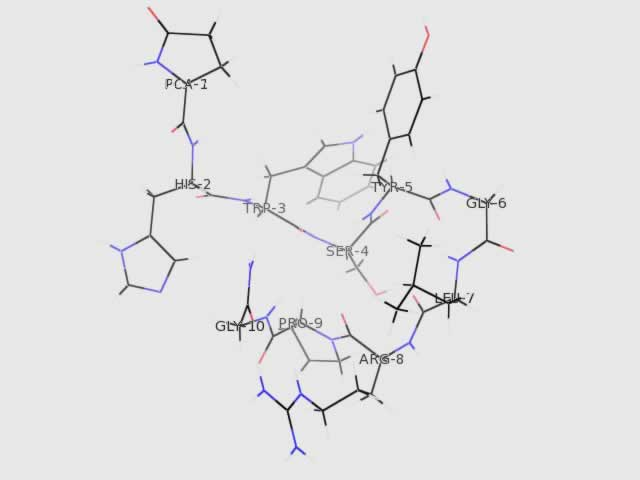 PCA-1
HIS-2
TRP-3
TYR-5
GLY-6
SER-4
LEU-7
GLY-10
PRO-9
ARG-8